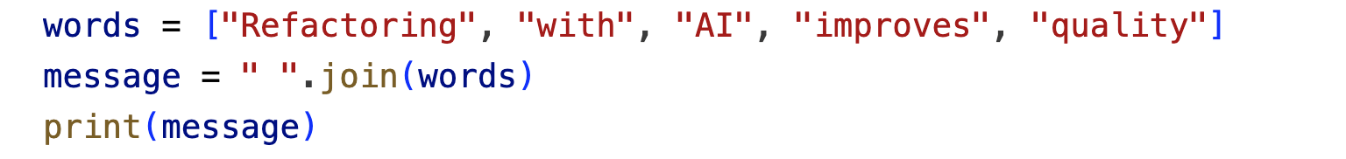 words = ["Refactoring", "with", "AI", "improves", "quality"]
message = " ".join(words)
print(message)